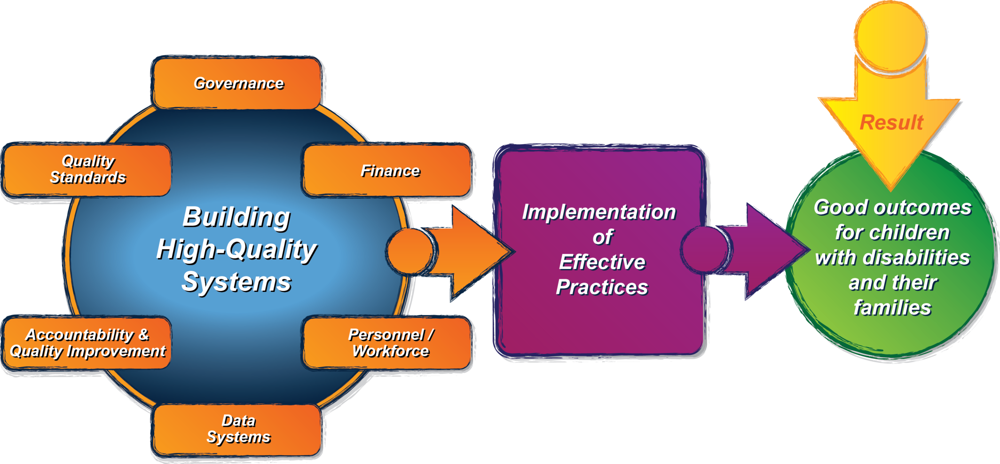 Governance
Quality
Standards
Finance
Building
High-Quality
Systems
Accountability &
Quality Improvement
Personnel /
Workforce
Data
Systems
Implementation
of
Effective
Practices
Result
Good outcomes
for children
with disabilities
and their
families